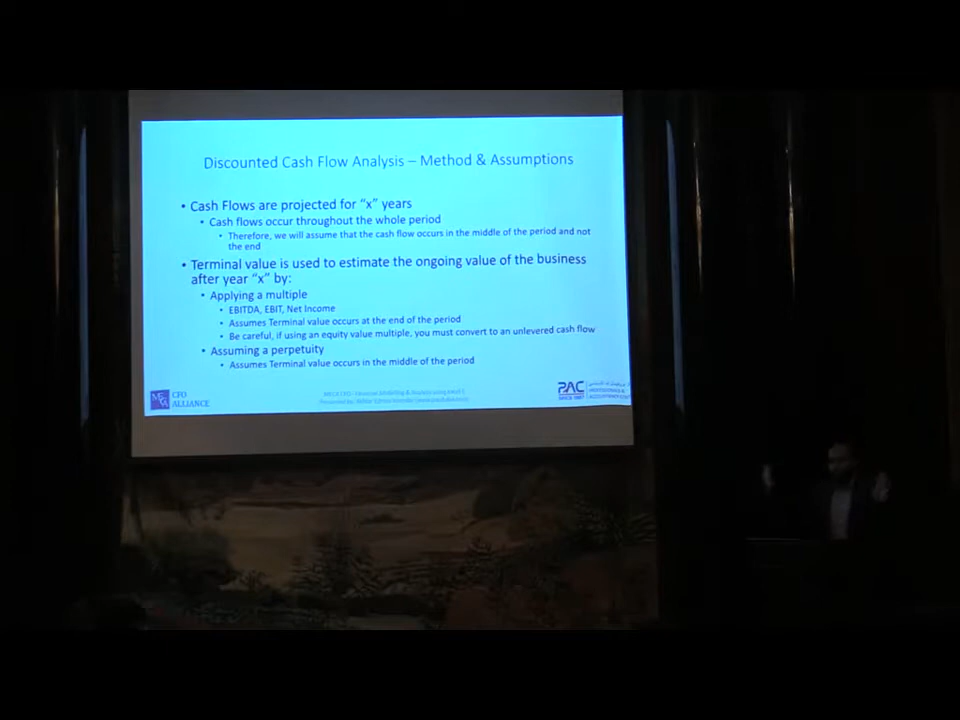 Discounted Cash Flow Analysis – Method & Assumptions
• Cash Flows are projected for “x” years
• Cash flows occur throughout the whole period
• Therefore, we will assume that the cash flow occurs in the middle of the period and not
the end
• Terminal value is used to estimate the ongoing value of the business
after year “x” by:
• Applying a multiple
• EBITDA, EBIT, Net Income
• Assumes Terminal value occurs at the end of the period
• Be careful, if using an equity value multiple, you must convert to an unlevered cash flow
• Assuming a perpetuity
• Assumes Terminal value occurs in the middle of the period
CFO
ALLIANCE
PAC